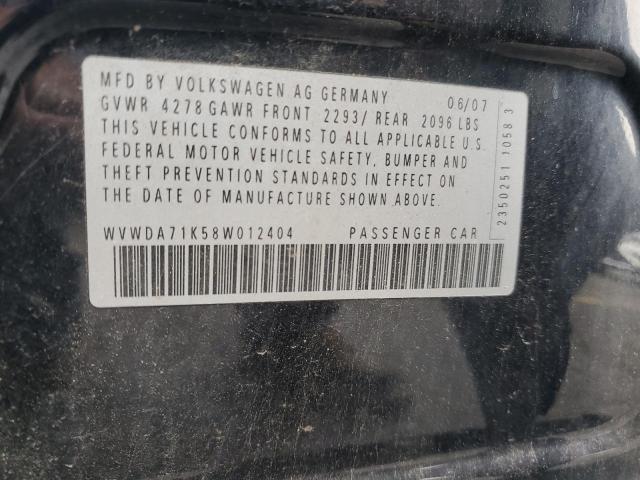 MFD BY VOLKSWAGEN AG GERMANY 06/07
GVWR 4278 GAWR FRONT 2293/ REAR 2096 LBS
THIS VEHICLE CONFORMS TO ALL APPLICABLE U.S.
FEDERAL MOTOR VEHICLE SAFETY, BUMPER AND
THEFT PREVENTION STANDARDS IN EFFECT ON
THE DATE OF MANUFACTURE SHOWN ABOVE.
WVWDA71K58W012404 PASSENGER CAR
2350251 1058 3